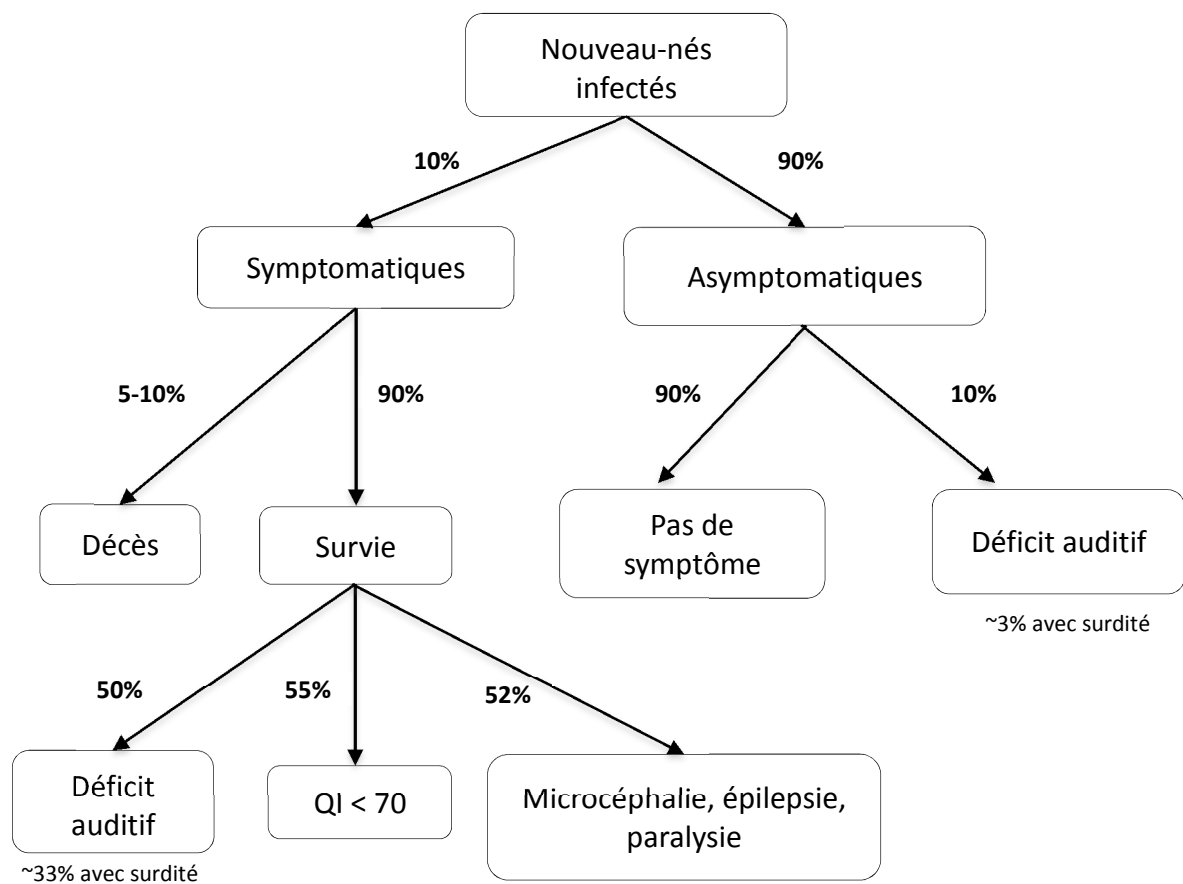 Nouveau-nés
infectés
10%
90%
Symptomatiques
Asymptomatiques
5-10%
90%
90%
10%
Décès
Survie
Pas de
symptôme
Déficit auditif
~3% avec surdité
50%
55%
52%
Déficit
auditif
QI < 70
Microcéphalie, épilepsie,
paralysie
~33% avec surdité